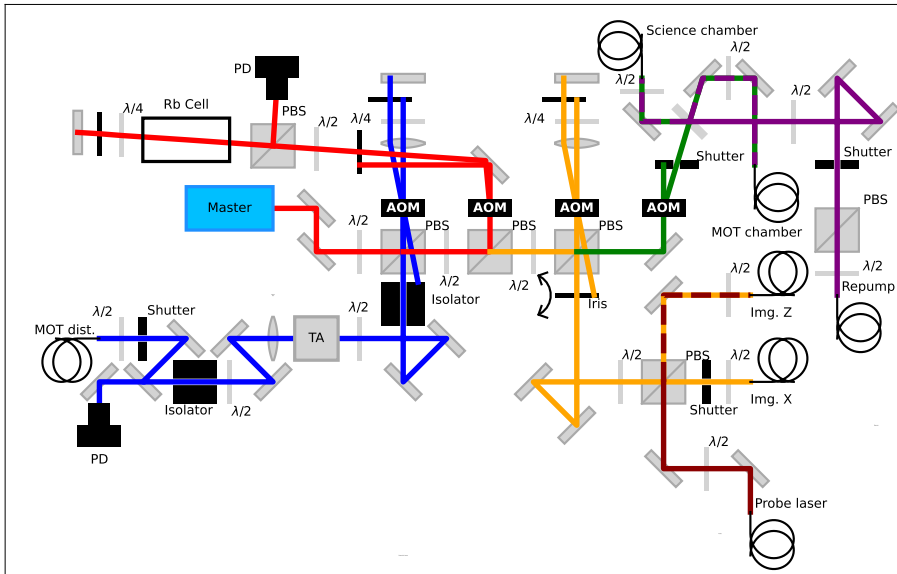 Science chamber
PD
λ/2
λ/2
Rb Cell
λ/4
PBS
λ/2
λ/4
λ/4
λ/2
Shutter
Shutter
Master
AOM
AOM
AOM
AOM
PBS
λ/2
PBS
PBS
PBS
MOT chamber
λ/2
λ/2
λ/2
Isolator
Iris
λ/2
Repump
Img. Z
MOT dist.
λ/2
Shutter
TA
λ/2
λ/2
PBS
λ/2
Isolator
λ/2
Shutter
Img. X
PD
λ/2
Probe laser